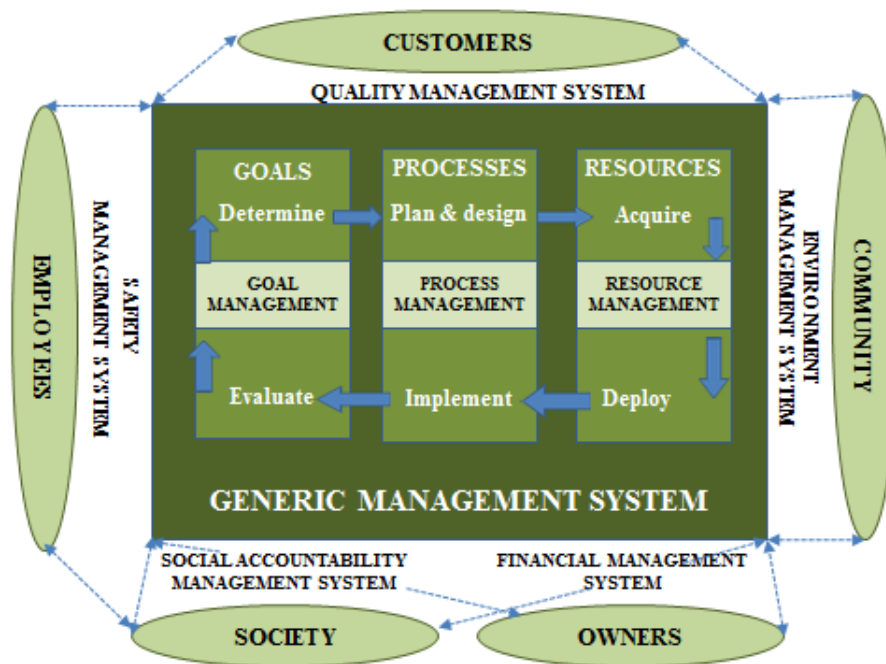 CUSTOMERS
QUALITY MANAGEMENT SYSTEM
EMPLOYEES
SAFETY
MANAGEMENT SYSTEM
GOALS
Determine
GOAL
MANAGEMENT
Evaluate
PROCESSES
Plan & design
PROCESS
MANAGEMENT
Implement
RESOURCES
Acquire
RESOURCE
MANAGEMENT
Deploy
GENERIC MANAGEMENT SYSTEM
ENVIRONMENT
MANAGEMENT SYSTEM
COMMUNITY
SOCIAL ACCOUNTABILITY
MANAGEMENT SYSTEM
FINANCIAL MANAGEMENT
SYSTEM
SOCIETY
OWNERS